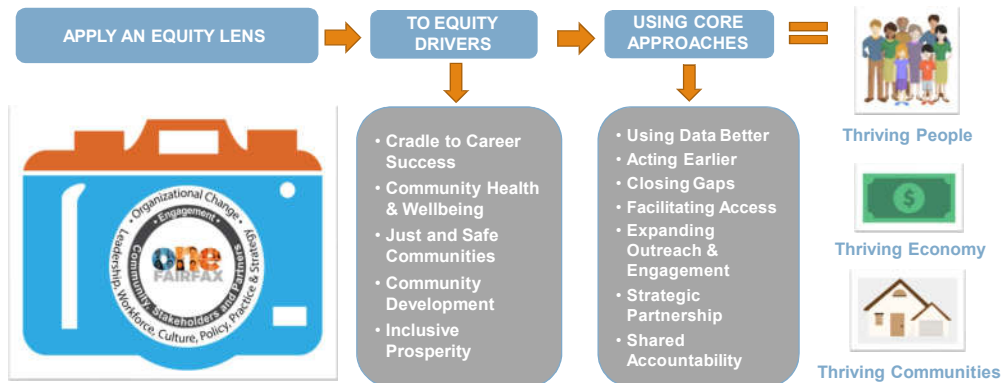 APPLY AN EQUITY LENS
TO EQUITY
DRIVERS
USING CORE
APPROACHES
• Organizational Change •
Leadership, Workforce, Culture, Policy, Practice & Strategy
• Engagement •
Community, Stakeholders and Partners
one
FAIRFAX
• Cradle to Career
Success
• Community Health
& Wellbeing
• Just and Safe
Communities
• Community
Development
• Inclusive
Prosperity
• Using Data Better
• Acting Earlier
• Closing Gaps
• Facilitating Access
• Expanding
Outreach &
Engagement
• Strategic
Partnership
• Shared
Accountability
Thriving People
$
Thriving Economy
Thriving Communities